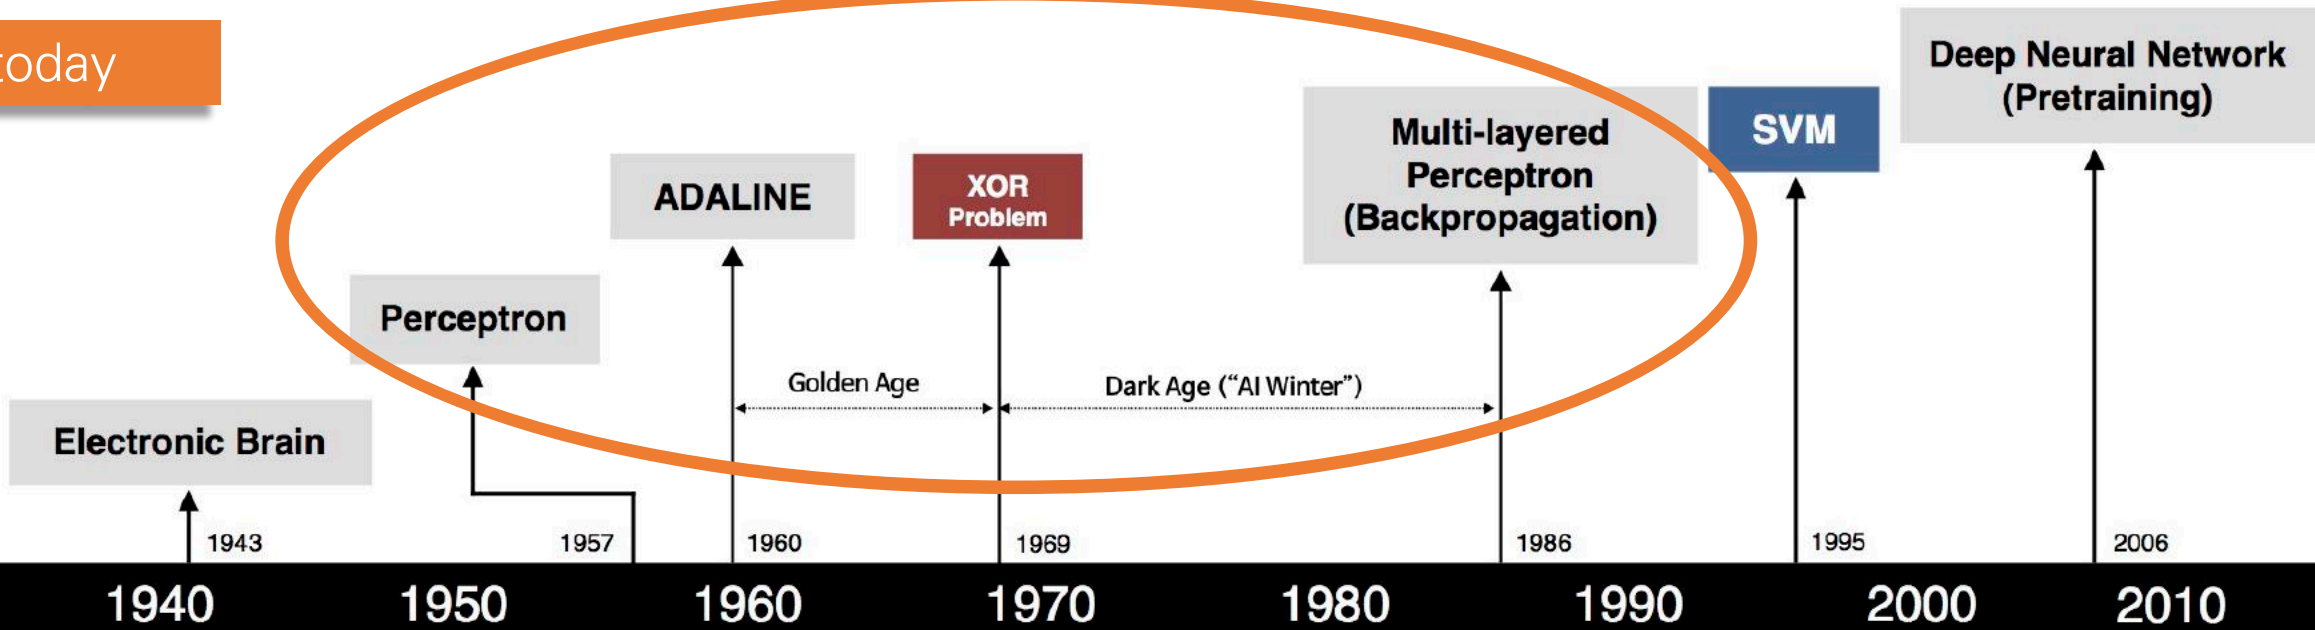 today
Deep Neural Network
(Pretraining)
Multi-layered
Perceptron
(Backpropagation)
SVM
ADALINE
XOR
Problem
Perceptron
Golden Age
Dark Age (“AI Winter”)
Electronic Brain
1943
1957
1960
1969
1986
1995
2006
1940
1950
1960
1970
1980
1990
2000
2010